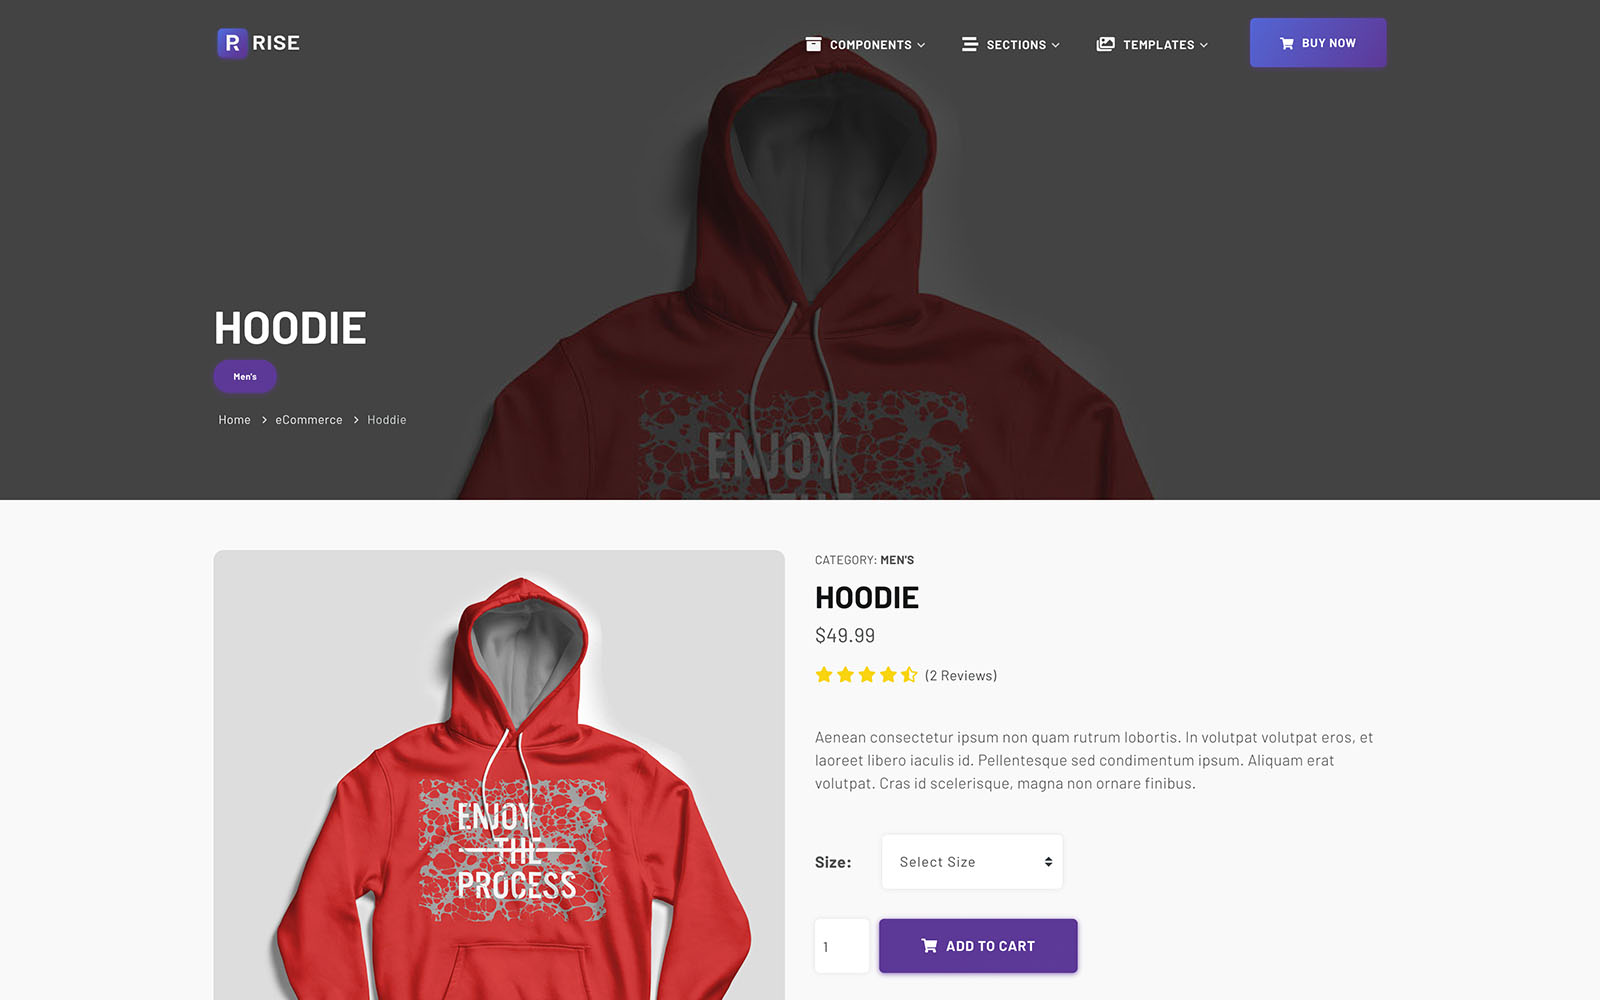 RISE
COMPONENTS
SECTIONS
TEMPLATES
BUY NOW
ENJOY
HOODIE
Men's
Home > eCommerce > Hoddie
ENJOY
THE
PROCESS
CATEGORY: MEN'S
HOODIE
$49.99
(2 Reviews)
Aenean consectetur ipsum non quam rutrum lobortis. In volutpat volutpat eros, et
laoreet libero iaculis id. Pellentesque sed condimentum ipsum. Aliquam erat
volutpat. Cras id scelerisque, magna non ornare finibus.
Size:
Select Size
1
ADD TO CART